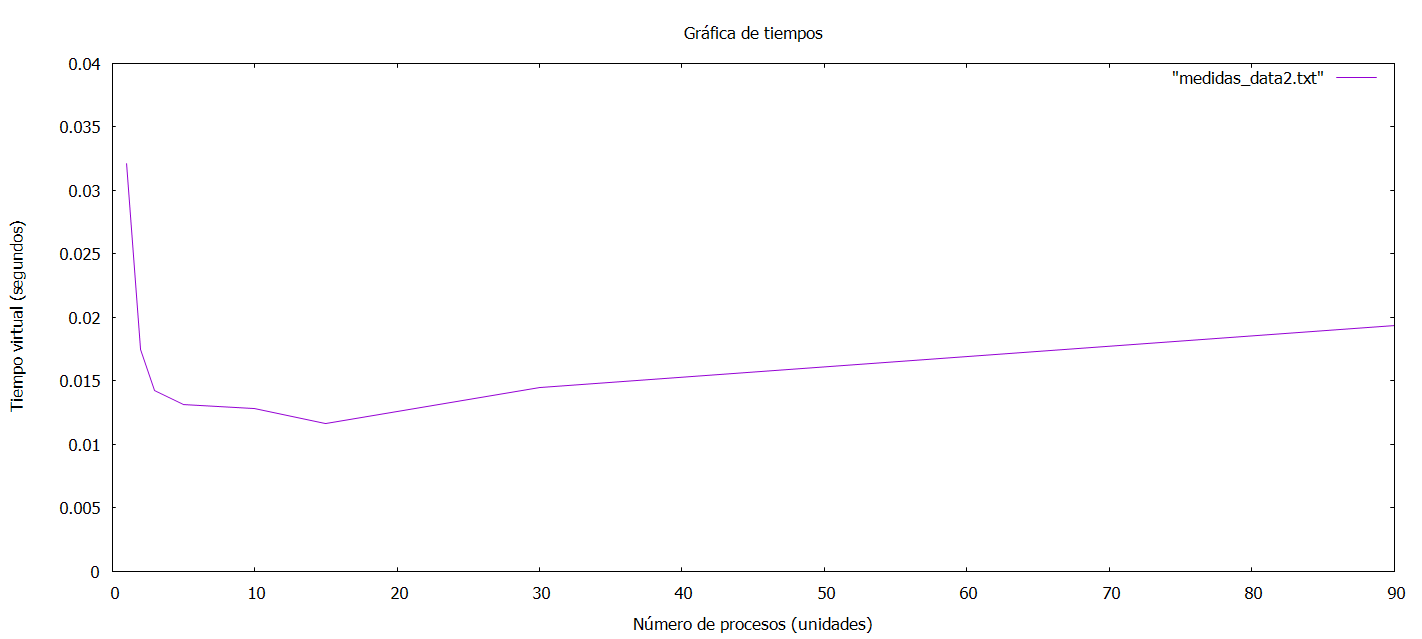 Gráfica de tiempos
"medidas_data2.txt"
0.04
0.035
0.03
0.025
0.02
0.015
0.01
0.005
0
Tiempo virtual (segundos)
0 10 20 30 40 50 60 70 80 90
Número de procesos (unidades)